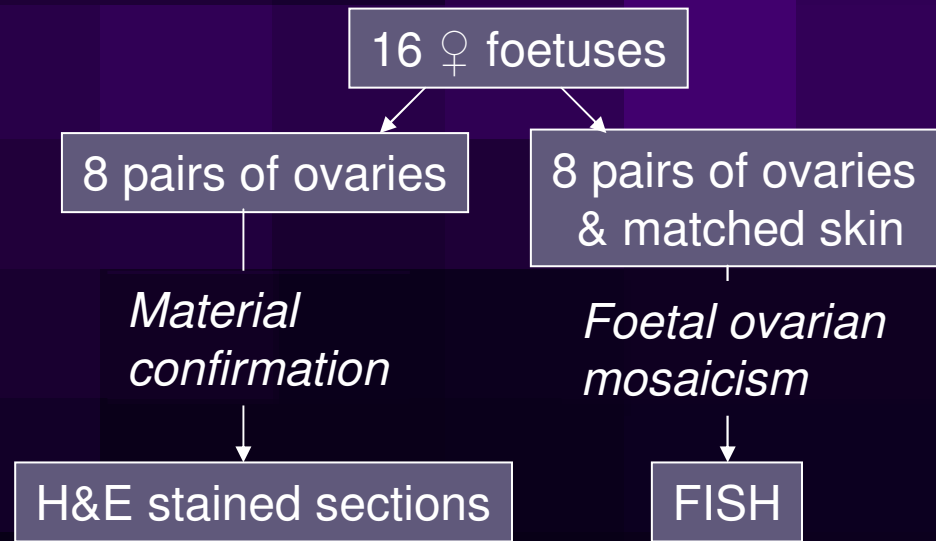 16 ♀ foetuses
8 pairs of ovaries
8 pairs of ovaries
& matched skin
Material
confirmation
Foetal ovarian
mosaicism
H&E stained sections
FISH